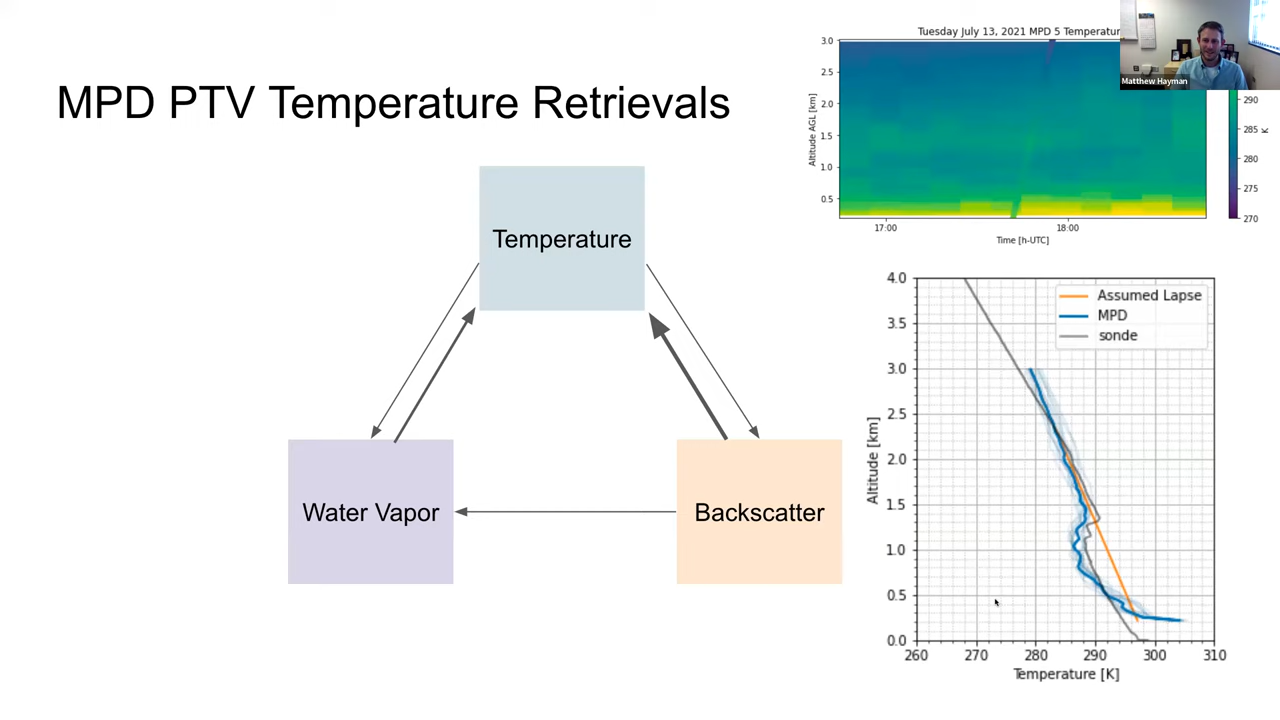 MPD PTV Temperature Retrievals
Temperature
Water Vapor
Backscatter
Tuesday July 13, 2021 MPD 5
Matthew Hayman
3.0
2.5
2.0
1.5
1.0
0.5
Altitude AGL [km]
17:00
18:00
Time [h-UTC]
290
285
280
275
270
K
4.0
3.5
3.0
2.5
2.0
1.5
1.0
0.5
0.0
Altitude [km]
Assumed Lapse
MPD
sonde
260
270
280
290
300
310
Temperature [K]